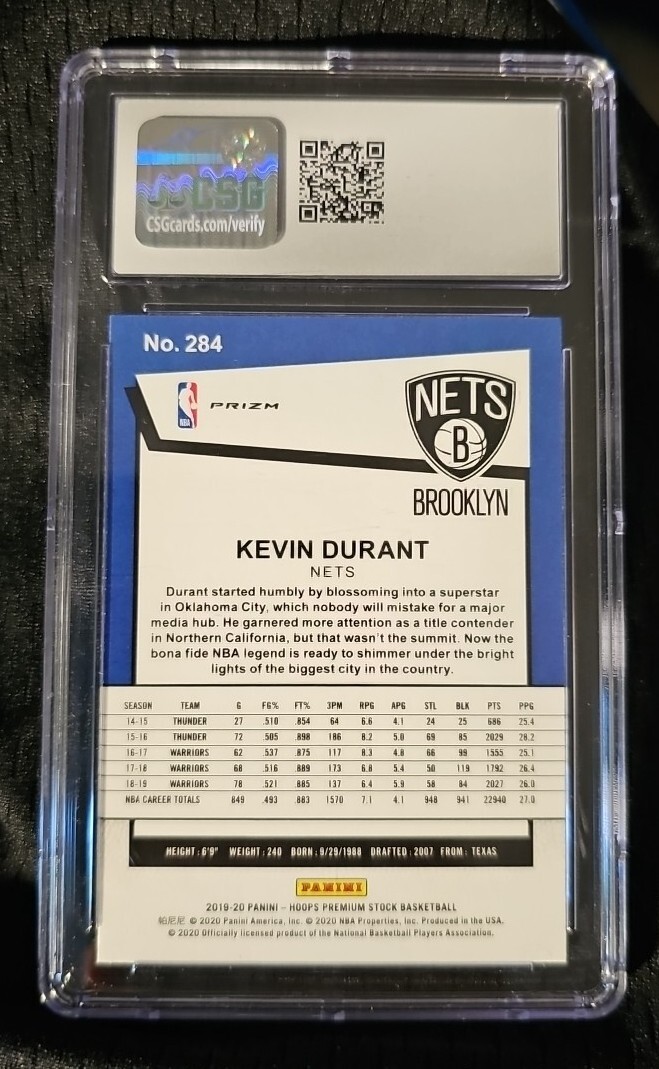 CSG
CSGcards.com/verify
No. 284
NBA
PRIZM
NETS
B
BROOKLYN
KEVIN DURANT
NETS
Durant started humbly by blossoming into a superstar
in Oklahoma City, which nobody will mistake for a major
media hub. He garnered more attention as a title contender
in Northern California, but that wasn't the summit. Now the
bona fide NBA legend is ready to shimmer under the bright
lights of the biggest city in the country.
SEASON TEAM G FG% FT% 3PM RPG APG STL BLK PTS PPG
14-15 THUNDER 27 .510 .854 64 6.6 4.1 24 25 686 25.4
15-16 THUNDER 72 .505 .898 186 8.2 5.0 69 85 2029 28.2
16-17 WARRIORS 62 .537 .875 117 8.3 4.8 66 99 1555 25.1
17-18 WARRIORS 68 .516 .889 173 6.8 5.4 50 119 1792 26.4
18-19 WARRIORS 78 .521 .885 137 6.4 5.9 58 84 2027 26.0
NBA CAREER TOTALS 849 .493 .883 1570 7.1 4.1 948 941 22940 27.0
HEIGHT: 6'9" WEIGHT: 240 BORN: 9/29/1988 DRAFTED: 2007 FROM: TEXAS
PANINI
2019-20 PANINI – HOOPS PREMIUM STOCK BASKETBALL
帕尼尼 © 2020 Panini America, Inc. © 2020 NBA Properties, Inc. Produced in the USA.
© 2020 Officially licensed product of the National Basketball Players Association.